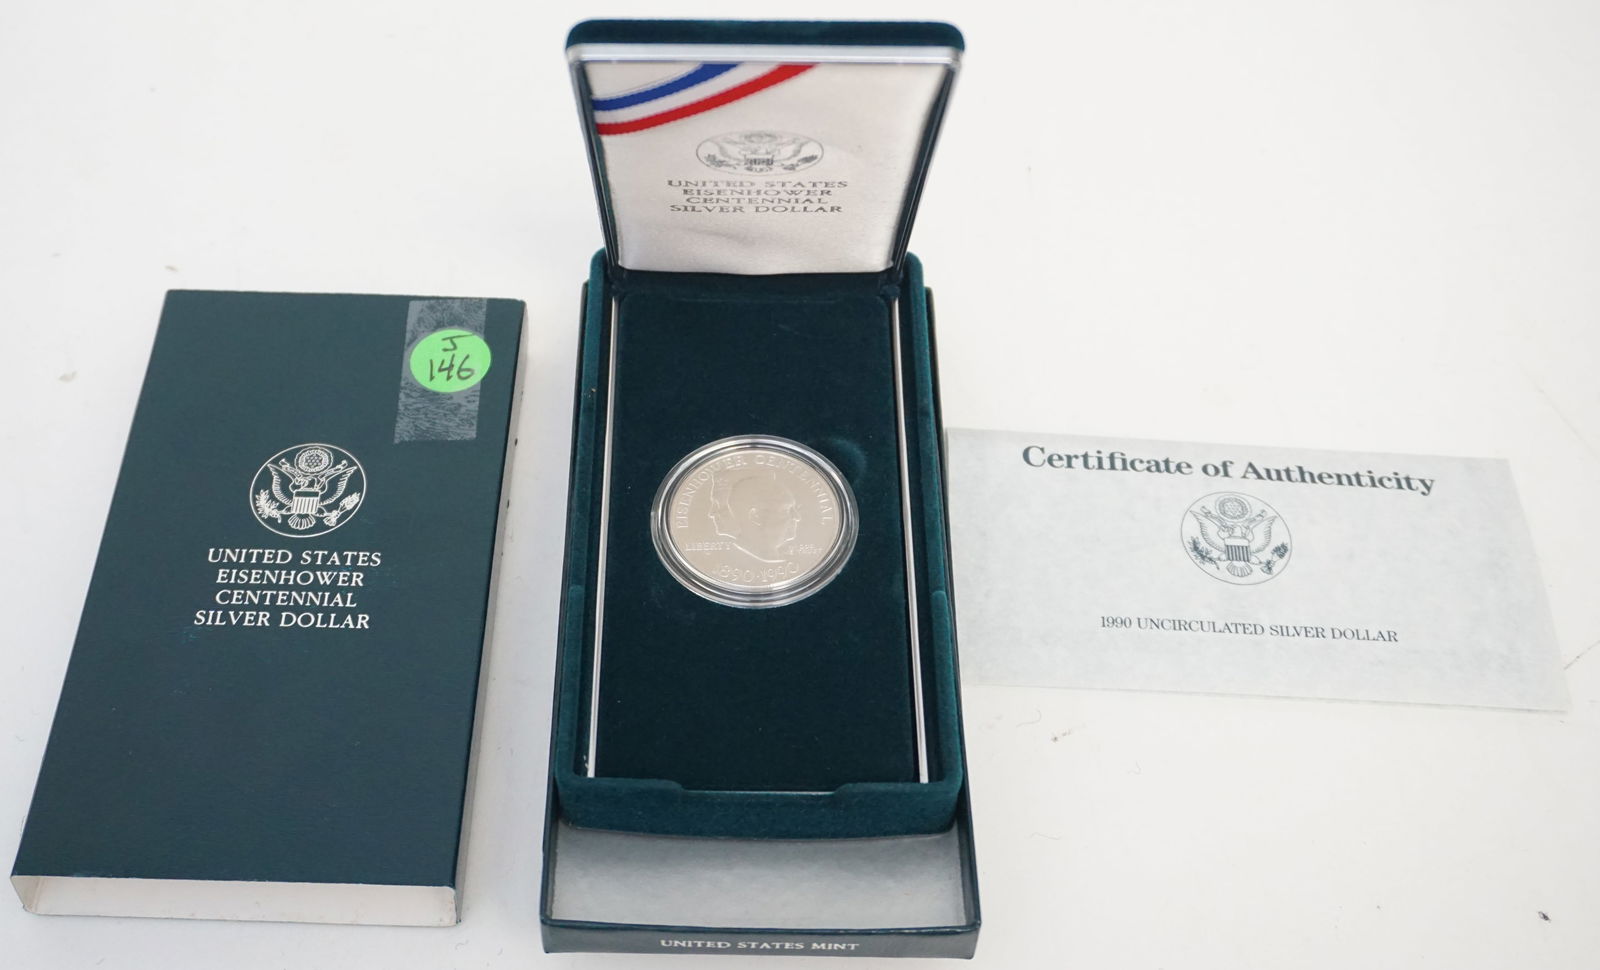 J
146
UNITED STATES
EISENHOWER
CENTENNIAL
SILVER DOLLAR
UNITED STATES
EISENHOWER
CENTENNIAL
SILVER DOLLAR
EISENHOWER CENTENNIAL
LIBERTY
1890·1990
UNITED STATES MINT
Certificate of Authenticity
1990 UNCIRCULATED SILVER DOLLAR